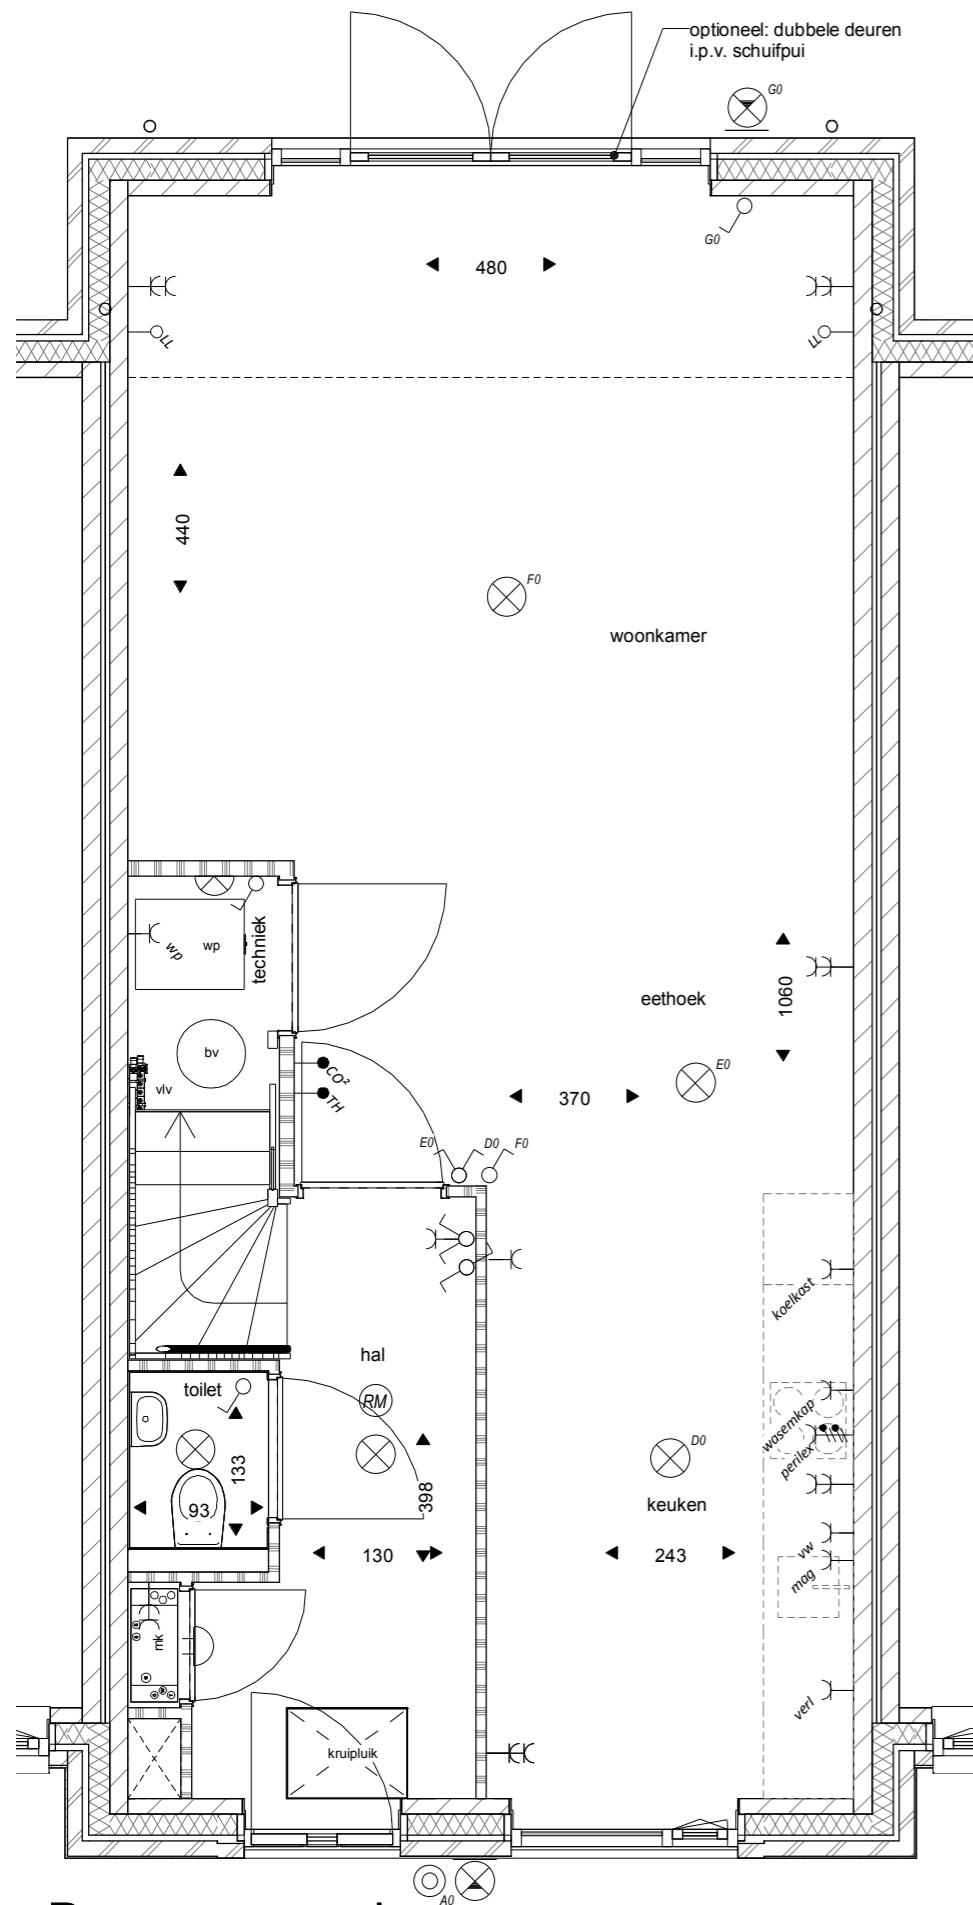 optioneel: dubbele deuren
i.p.v. schuifpui
G0
G0
480
LL
LL
440
F0
woonkamer
techniek
wp
wp
1060
eethoek
bv
E0
CO²
vlv
TH
370
E0
D0
F0
koelkast
hal
toilet
RM
wasemkap
133
D0
perilex
398
93
keuken
130
243
vw
mag
mk
verl
kruipluik
A0